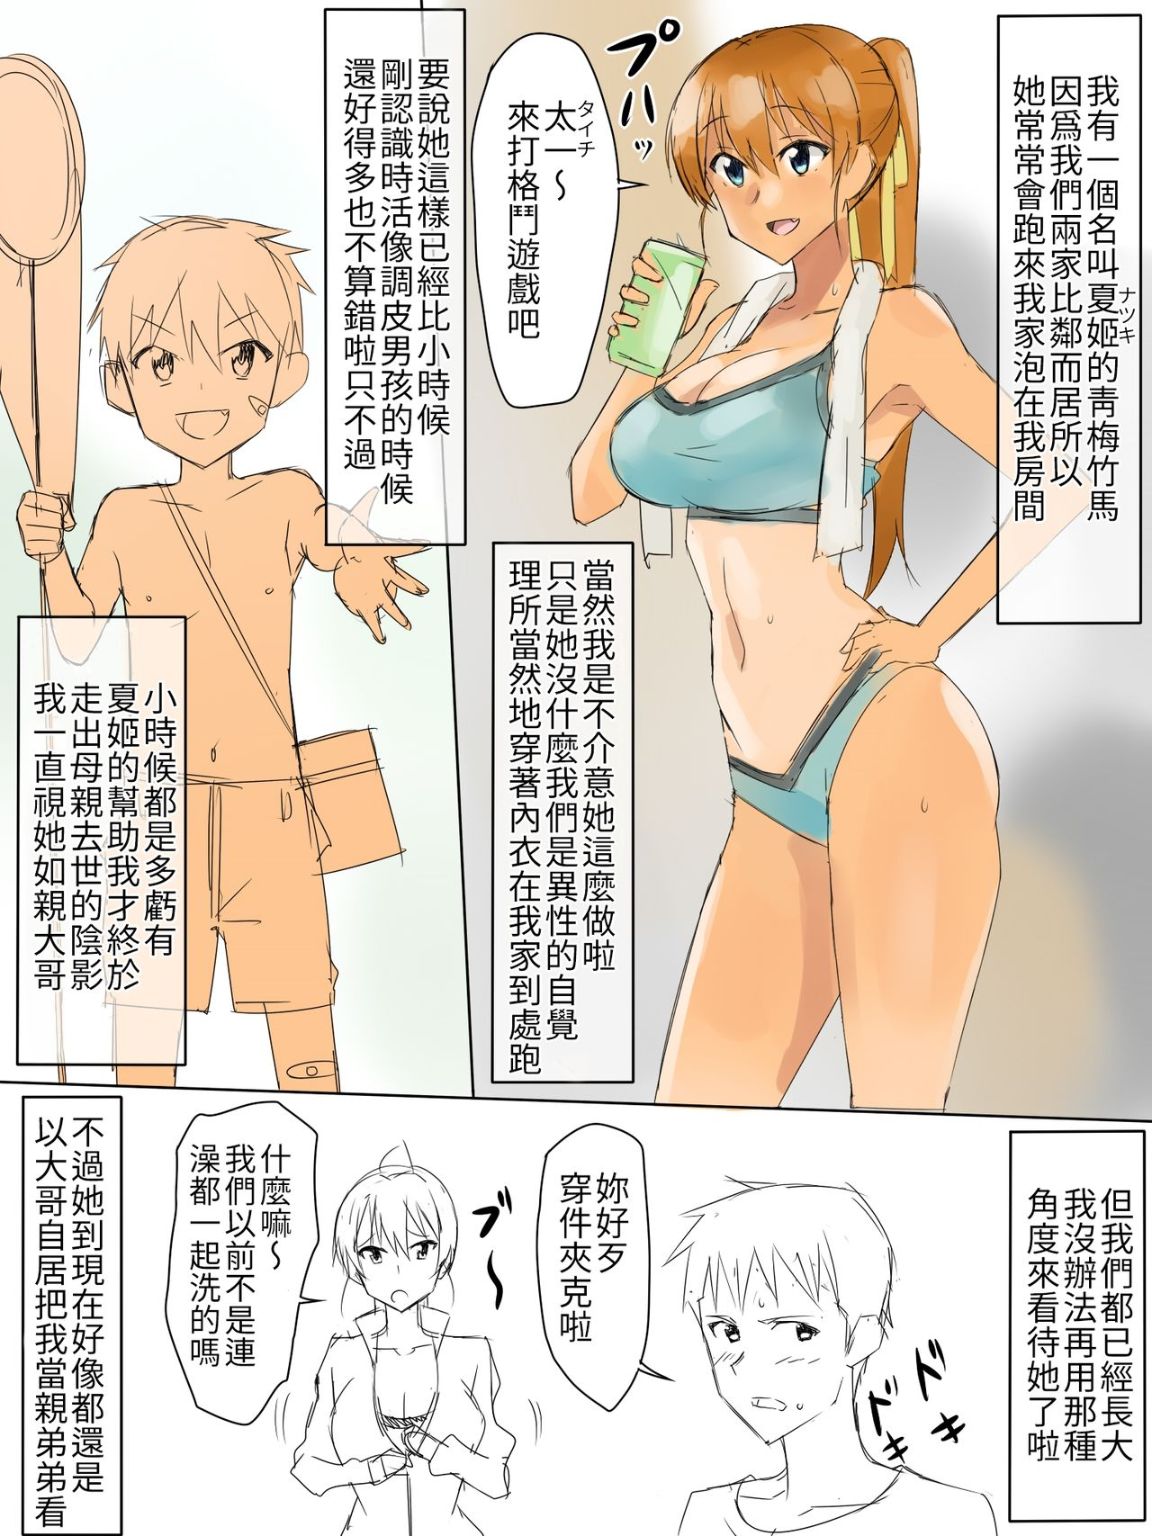 我有一個名叫夏姬的青梅竹馬
ナツキ
因爲我們兩家比鄰而居所以
她常常會跑來我家泡在我房間
プハッ
タイチ
太一～
來打格鬥遊戲吧
當然我是不介意她這麼做啦
只是她沒什麼我們是異性的自覺
理所當然地穿著內衣在我家到處跑
要說她這樣已經比小時候
剛認識時活像調皮男孩的時候
還好得多也不算錯啦只不過
小時候都是多虧有
夏姬的幫助我才終於
走出母親去世的陰影
我一直視她如親大哥
但我們都已經長大
我沒辦法再用那種
角度來看待她了啦
ドキ
ドキ
妳好歹
穿件夾克啦
ブ～
什麼嘛～
我們以前不是連
澡都一起洗的嗎
不過她到現在好像都還是
以大哥自居把我當親弟弟看